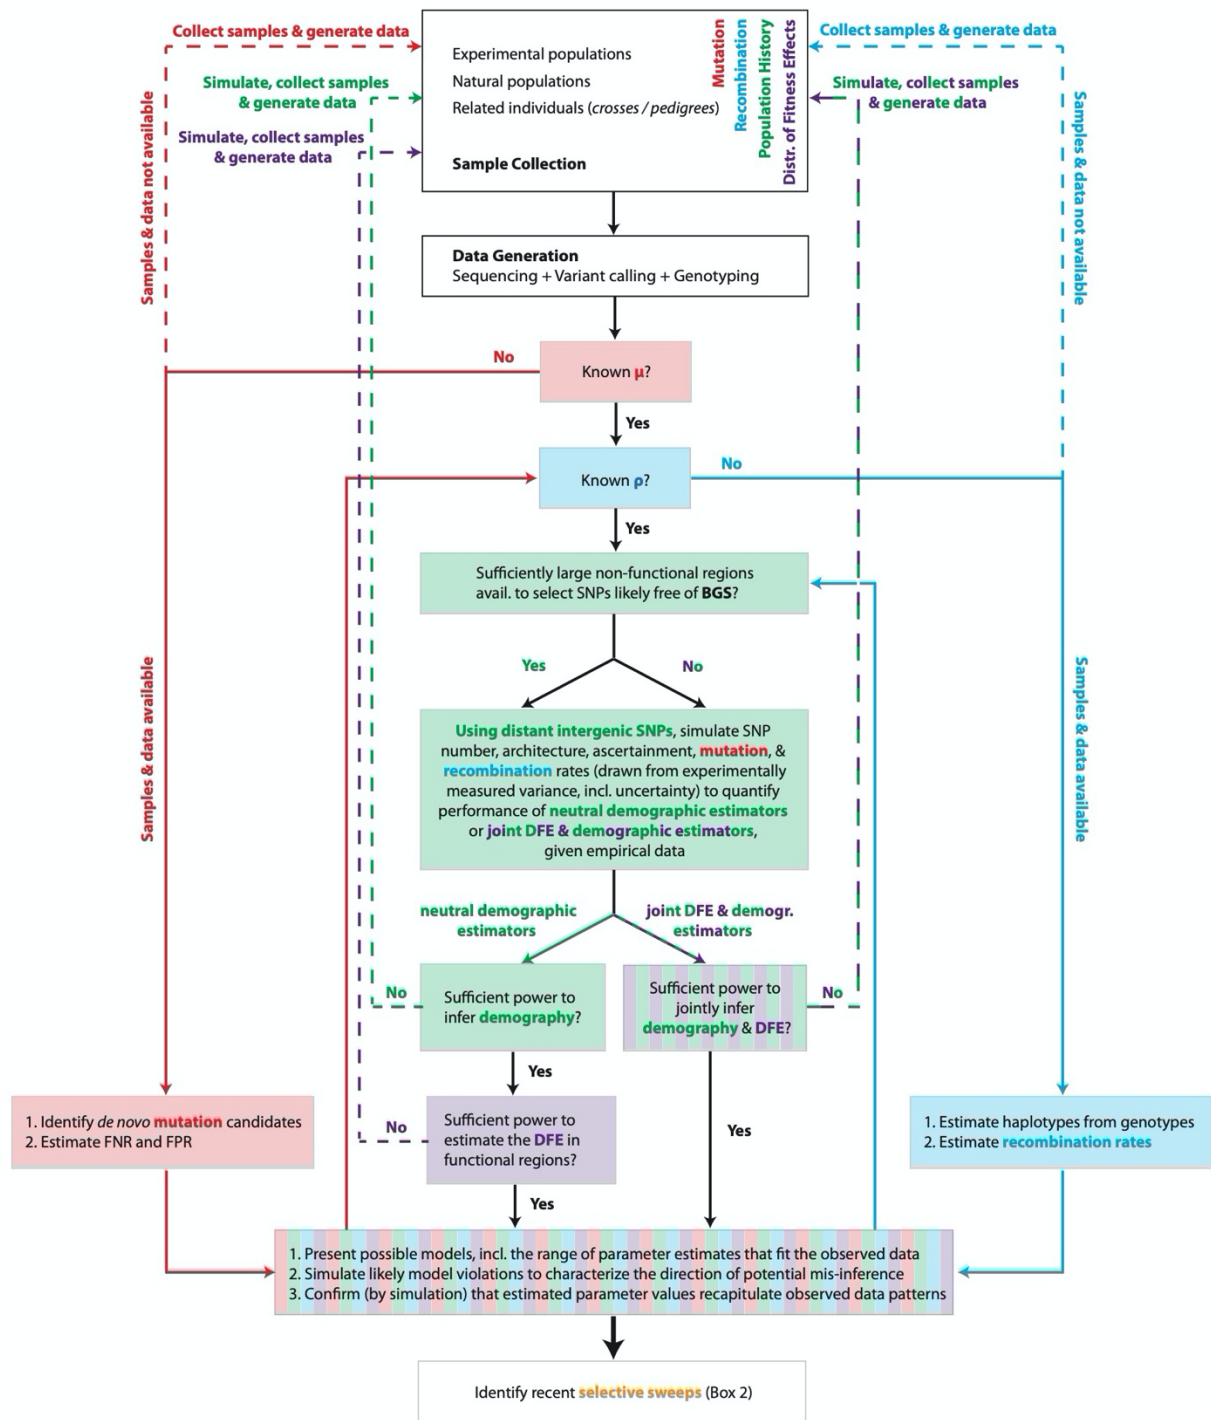 Collect samples & generate data
Simulate, collect samples
& generate data
Simulate, collect samples
& generate data
Samples & data not available
Experimental populations
Natural populations
Related individuals (crosses / pedigrees)
Sample Collection
Mutation
Recombination
Population History
Distr. of Fitness Effects
Collect samples & generate data
Simulate, collect samples
& generate data
Samples & data not available
Data Generation
Sequencing + Variant calling + Genotyping
No
Known μ?
Yes
Known ρ?
No
Yes
Sufficiently large non-functional regions
avail. to select SNPs likely free of BGS?
Yes
No
Samples & data available
Samples & data available
Using distant intergenic SNPs, simulate SNP
number, architecture, ascertainment, mutation, &
recombination rates (drawn from experimentally
measured variance, incl. uncertainty) to quantify
performance of neutral demographic estimators
or joint DFE & demographic estimators,
given empirical data
neutral demographic
estimators
joint DFE & demogr.
estimators
No
Sufficient power to
infer demography?
Sufficient power to
jointly infer
demography & DFE?
No
Yes
No
Sufficient power to
estimate the DFE in
functional regions?
Yes
Yes
1. Identify de novo mutation candidates
2. Estimate FNR and FPR
1. Estimate haplotypes from genotypes
2. Estimate recombination rates
1. Present possible models, incl. the range of parameter estimates that fit the observed data
2. Simulate likely model violations to characterize the direction of potential mis-inference
3. Confirm (by simulation) that estimated parameter values recapitulate observed data patterns
Identify recent selective sweeps (Box 2)